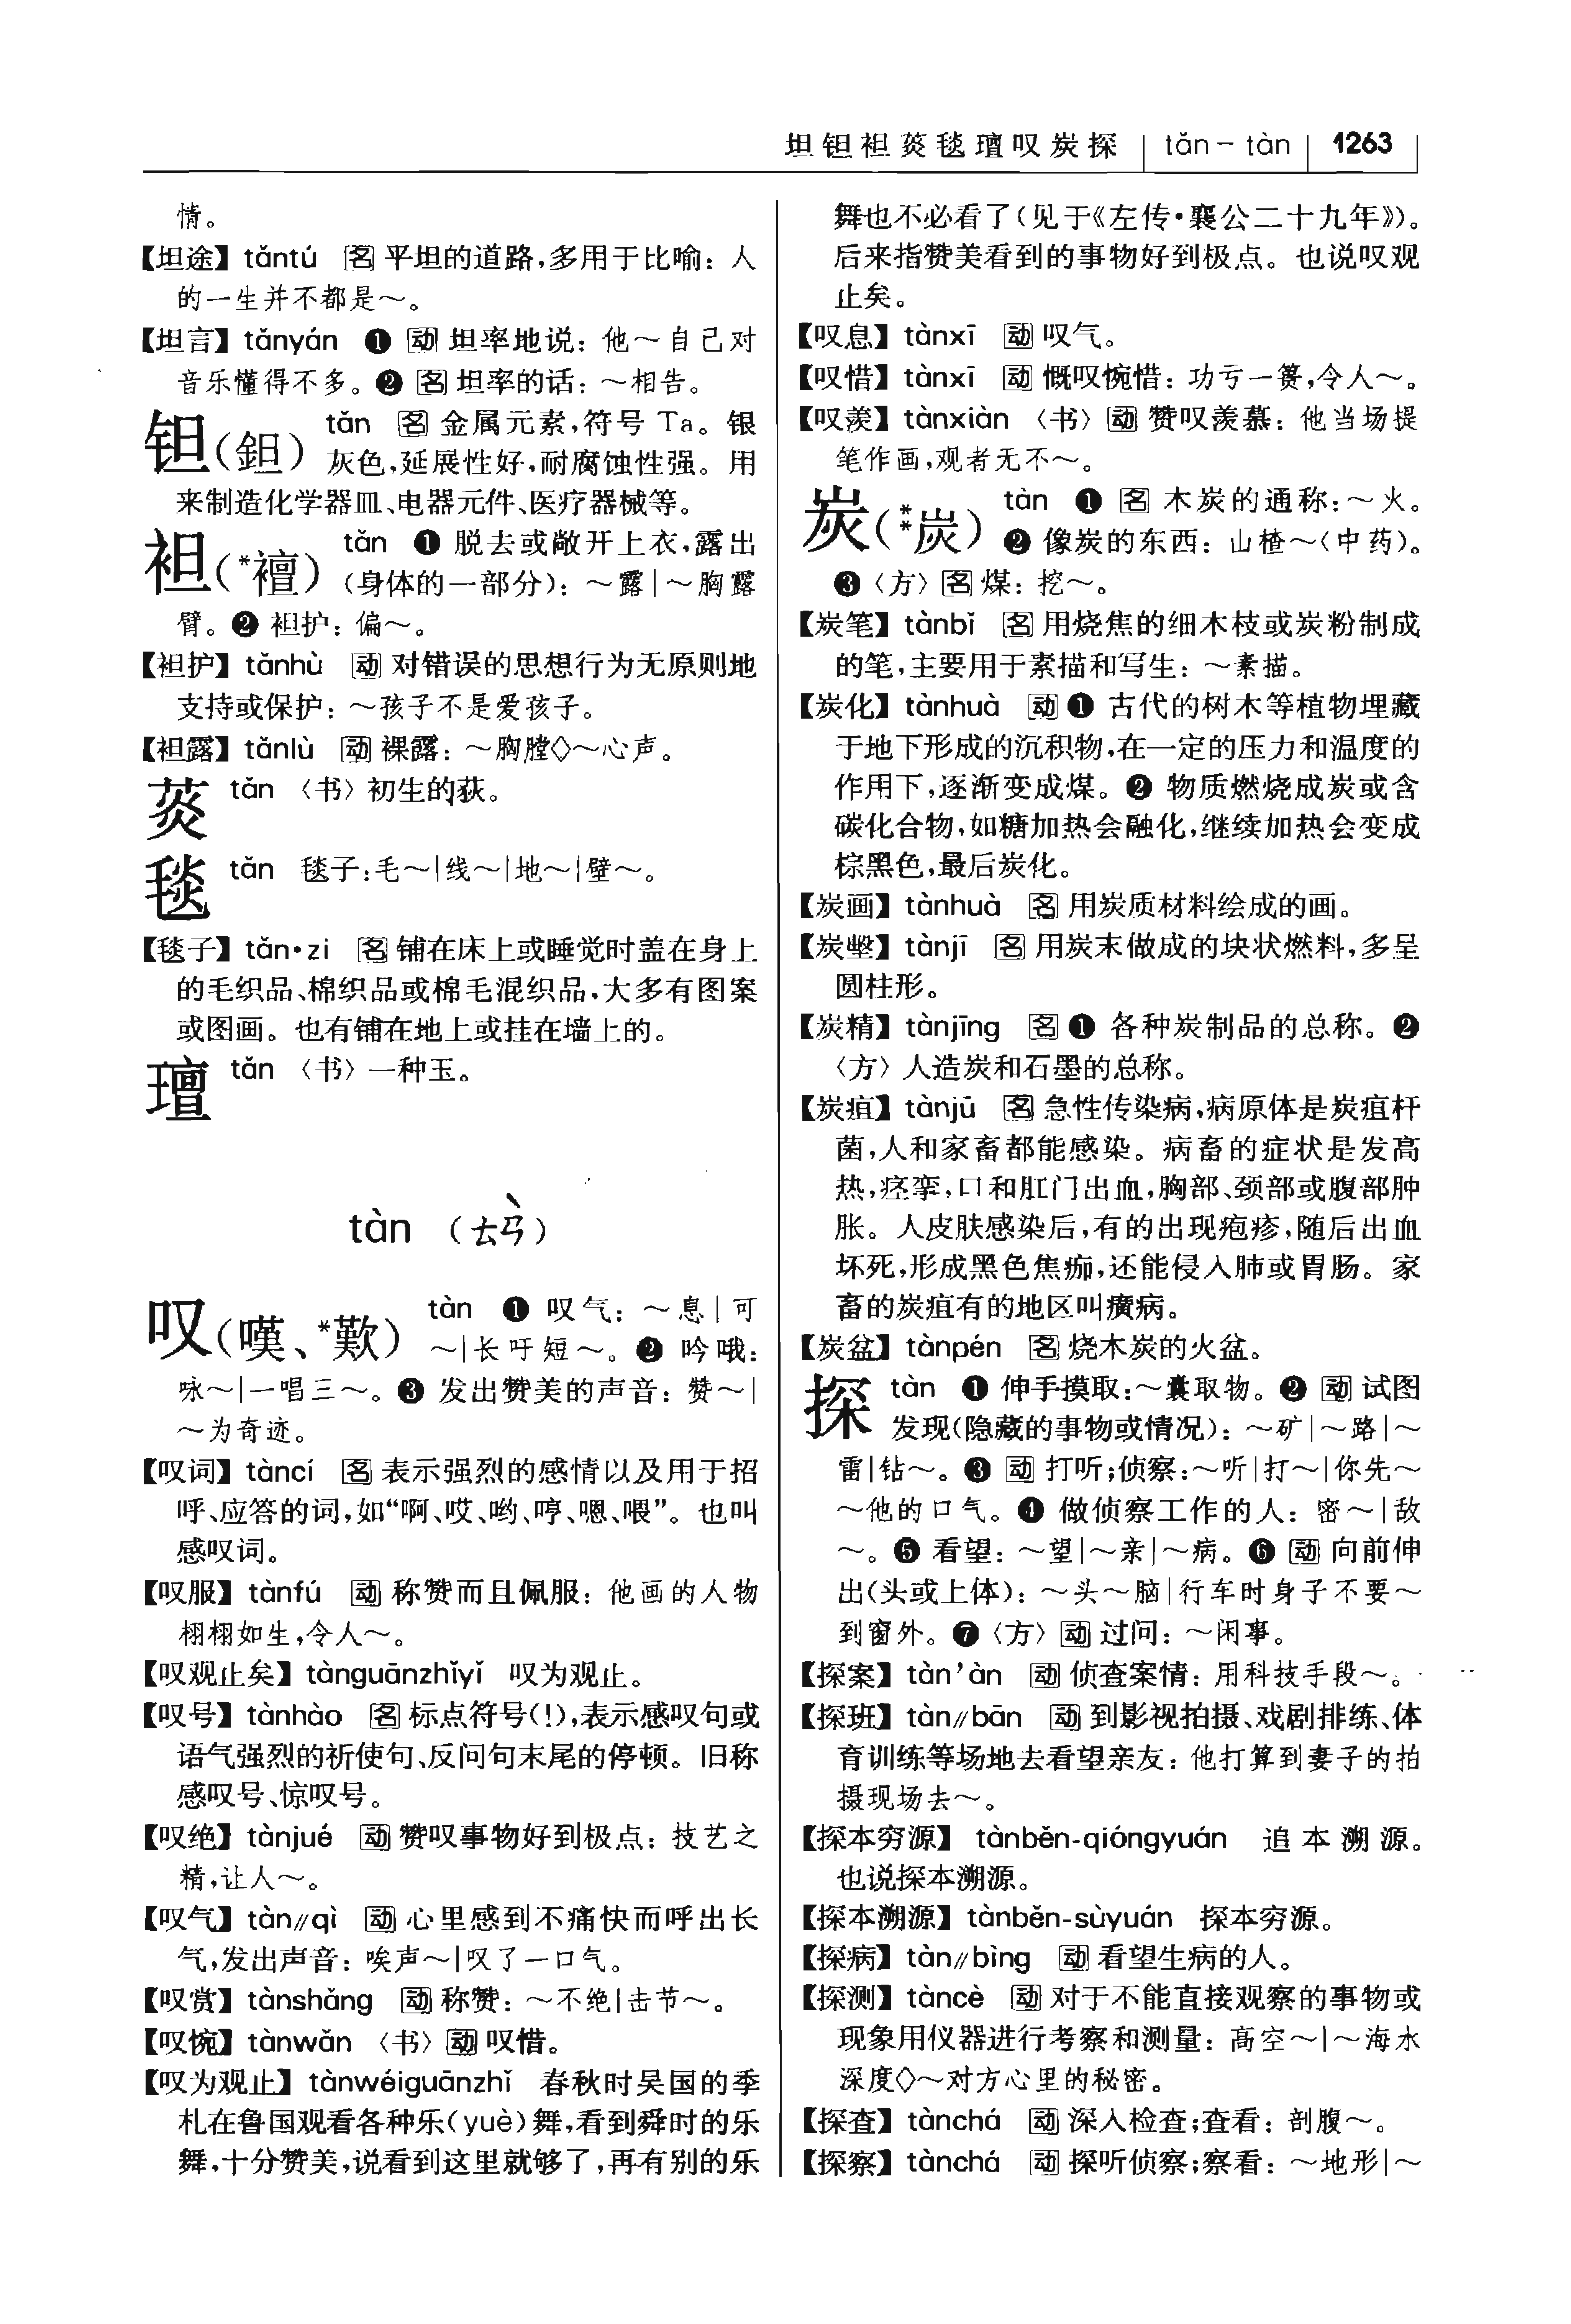 坦钽袒菼毯璮叹炭探 tǎn－tàn 1263
情。
【坦途】tǎntú 名 平坦的道路，多用于比喻：人
的一生并不都是～。
【坦言】tǎnyán ❶ 动 坦率地说：他～自己对
音乐懂得不多。❷ 名 坦率的话：～相告。
钽(鉭) tǎn 名 金属元素，符号 Ta。银
灰色，延展性好，耐腐蚀性强。用
来制造化学器皿、电器元件、医疗器械等。
袒(*襢) tǎn ❶ 脱去或敞开上衣，露出
（身体的一部分）：～露|～胸露
臂。❷ 袒护：偏～。
【袒护】tǎnhù 动 对错误的思想行为无原则地
支持或保护：～孩子不是爱孩子。
【袒露】tǎnlù 动 裸露：～胸膛◇～心声。
菼 tǎn 〈书〉初生的荻。
毯 tǎn 毯子：毛～|线～|地～|壁～。
【毯子】tǎn•zi 名 铺在床上或睡觉时盖在身上
的毛织品、棉织品或棉毛混织品，大多有图案
或图画。也有铺在地上或挂在墙上的。
璮 tǎn 〈书〉一种玉。
tàn （ㄊㄢˋ）
叹(嘆、*歎) tàn ❶ 叹气：～息|可
～|长吁短～。❷ 吟哦：
咏～|一唱三～。❸ 发出赞美的声音：赞～|
～为奇迹。
【叹词】tàncí 名 表示强烈的感情以及用于招
呼、应答的词，如“啊、哎、哟、哼、嗯、喂”。也叫
感叹词。
【叹服】tànfú 动 称赞而且佩服：他画的人物
栩栩如生，令人～。
【叹观止矣】tànguānzhǐyǐ 叹为观止。
【叹号】tànhào 名 标点符号(!)，表示感叹句或
语气强烈的祈使句、反问句末尾的停顿。旧称
感叹号、惊叹号。
【叹绝】tànjué 动 赞叹事物好到极点：技艺之
精，让人～。
【叹气】tàn∥qì 动 心里感到不痛快而呼出长
气，发出声音：唉声～|叹了一口气。
【叹赏】tànshǎng 动 称赞：～不绝|击节～。
【叹惋】tànwǎn 〈书〉动 叹惜。
【叹为观止】tànwéiguānzhǐ 春秋时吴国的季
札在鲁国观看各种乐(yuè)舞，看到舜时的乐
舞，十分赞美，说看到这里就够了，再有别的乐
舞也不必看了（见于《左传•襄公二十九年》）。
后来指赞美看到的事物好到极点。也说叹观
止矣。
【叹息】tànxī 动 叹气。
【叹惜】tànxī 动 慨叹惋惜：功亏一篑，令人～。
【叹羡】tànxiàn 〈书〉动 赞叹羡慕：他当场提
笔作画，观者无不～。
炭(**炭) tàn ❶ 名 木炭的通称：～火。
❷ 像炭的东西：山楂～〈中药〉。
❸〈方〉名 煤：挖～。
【炭笔】tànbǐ 名 用烧焦的细木枝或炭粉制成
的笔，主要用于素描和写生：～素描。
【炭化】tànhuà 动 ❶ 古代的树木等植物埋藏
于地下形成的沉积物，在一定的压力和温度的
作用下，逐渐变成煤。❷ 物质燃烧成炭或含
碳化合物，如糖加热会融化，继续加热会变成
棕黑色，最后炭化。
【炭画】tànhuà 名 用炭质材料绘成的画。
【炭墼】tànjī 名 用炭末做成的块状燃料，多呈
圆柱形。
【炭精】tànjīng 名 ❶ 各种炭制品的总称。❷
〈方〉人造炭和石墨的总称。
【炭疽】tànjū 名 急性传染病，病原体是炭疽杆
菌，人和家畜都能感染。病畜的症状是发高
热，痉挛，口和肛门出血，胸部、颈部或腹部肿
胀。人皮肤感染后，有的出现疱疹，随后出血
坏死，形成黑色焦痂，还能侵入肺或胃肠。家
畜的炭疽有的地区叫癀病。
【炭盆】tànpén 名 烧木炭的火盆。
探 tàn ❶ 伸手摸取：～囊取物。❷ 动 试图
发现（隐藏的事物或情况）：～矿|～路|～
雷|钻～。❸ 动 打听；侦察：～听|打～|你先～
～他的口气。❹ 做侦察工作的人：密～|敌
～。❺ 看望：～望|～亲|～病。❻ 动 向前伸
出（头或上体）：～头～脑|行车时身子不要～
到窗外。❼〈方〉动 过问：～闲事。
【探案】tàn’àn 动 侦查案情：用科技手段～。
【探班】tàn∥bān 动 到影视拍摄、戏剧排练、体
育训练等场地去看望亲友：他打算到妻子的拍
摄现场去～。
【探本穷源】tànběn-qióngyuán 追本溯源。
也说探本溯源。
【探本溯源】tànběn-sùyuán 探本穷源。
【探病】tàn∥bìng 动 看望生病的人。
【探测】tàncè 动 对于不能直接观察的事物或
现象用仪器进行考察和测量：高空～|～海水
深度◇～对方心里的秘密。
【探查】tànchá 动 深入检查；查看：剖腹～。
【探察】tànchá 动 探听侦察；察看：～地形|～